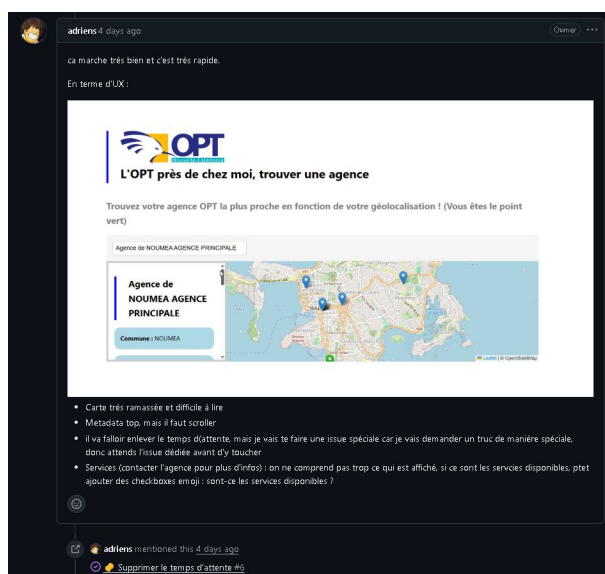 adriens 4 days ago
Owner
ca marche trés bien et c'est trés rapide.
En terme d'UX :
OPT
Nouvelle-Calédonie
L'OPT près de chez moi, trouver une agence
Trouvez votre agence OPT la plus proche en fonction de votre géolocalisation ! (Vous êtes le point
vert)
Agence de NOUMEA AGENCE PRINCIPALE
Agence de
NOUMEA AGENCE
PRINCIPALE
Commune : NOUMEA
Leaflet | © OpenStreetMap
Carte trés ramassée et difficile à lire
Metadata top, mais il faut scroller
il va falloir enlever le temps d(attente, mais je vais te faire une issue spéciale car je vais demander un truc de manière spéciale,
donc attends l'issue dédiée avant d'y toucher
Services (contacter l'agence pour plus d'infos) : on ne comprend pas trop ce qui est affiché, si ce sont les servcies disponibles, ptet
ajouter des checkboxes emoji : sont-ce les services disponibles ?
adriens mentioned this 4 days ago
Supprimer le temps d'attente #6